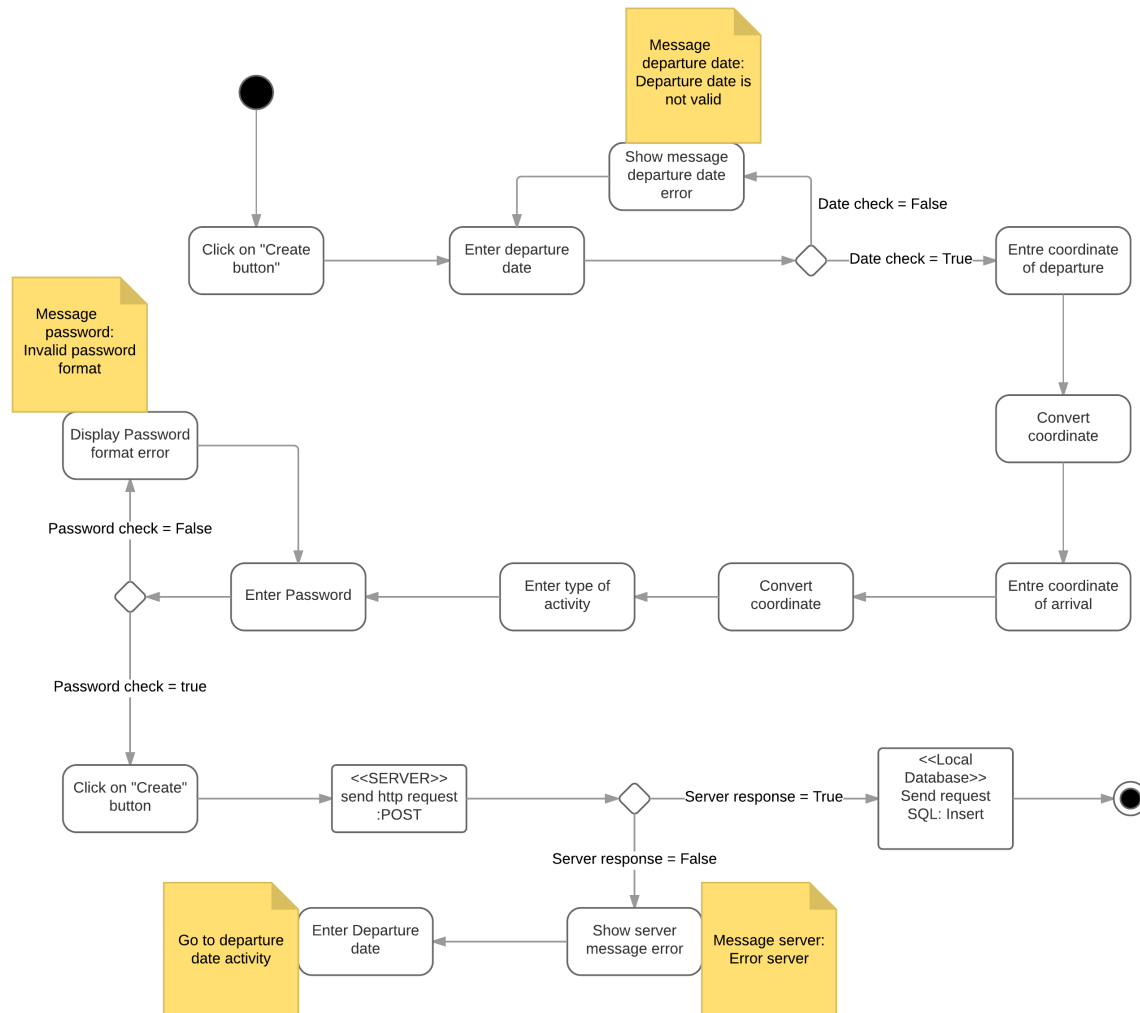 Message
departure date:
Departure date is
not valid
Show message
departure date
error
Date check = False
Click on "Create
button"
Enter departure
date
Date check = True
Entre coordinate
of departure
Message
password:
Invalid password
format
Display Password
format error
Convert
coordinate
Password check = False
Enter Password
Enter type of
activity
Convert
coordinate
Entre coordinate
of arrival
Password check = true
Click on "Create"
button
<<SERVER>>
send http request
:POST
Server response = True
<<Local
Database>>
Send request
SQL: Insert
Server response = False
Go to departure
date activity
Enter Departure
date
Show server
message error
Message server:
Error server